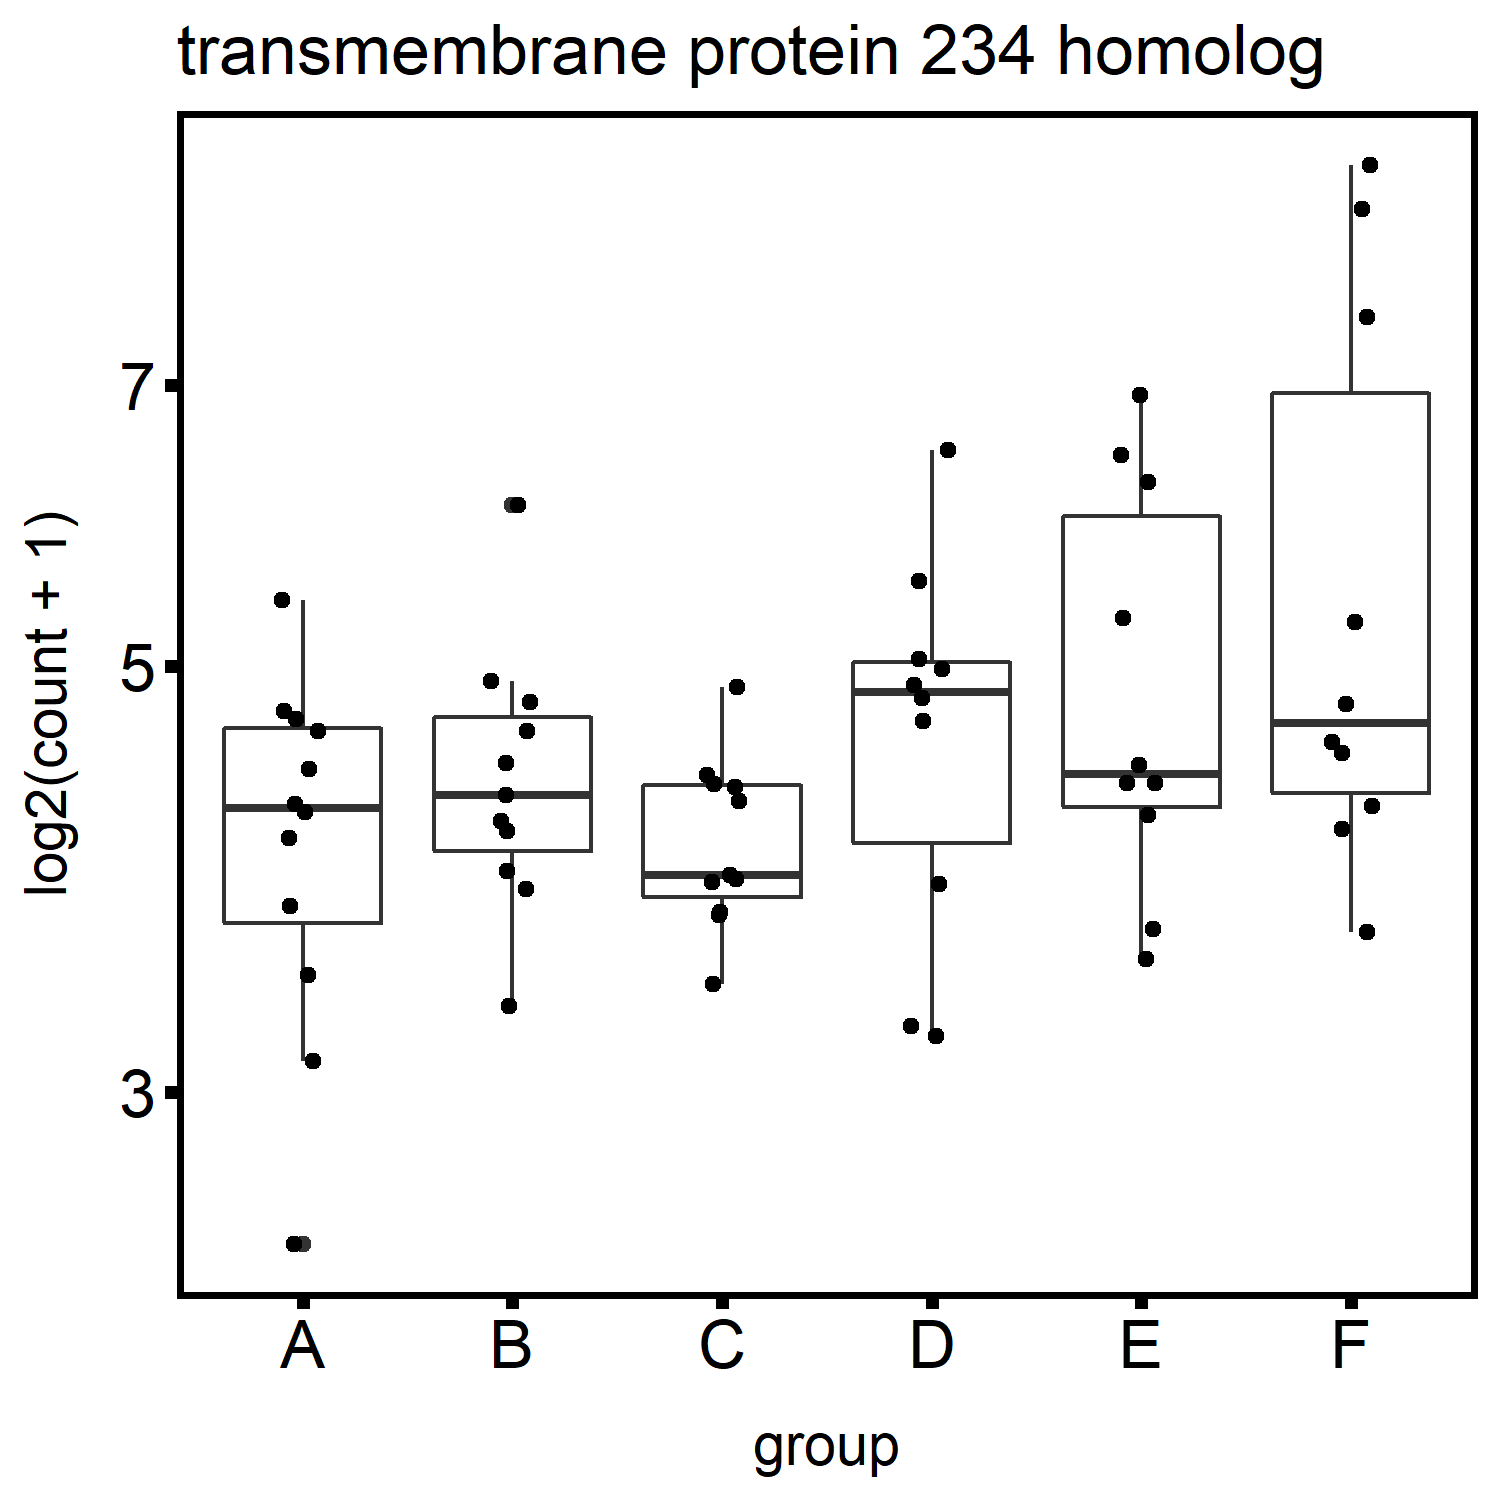 transmembrane protein 234 homolog
log2(count + 1)
7
5
3
A B C D E F
group